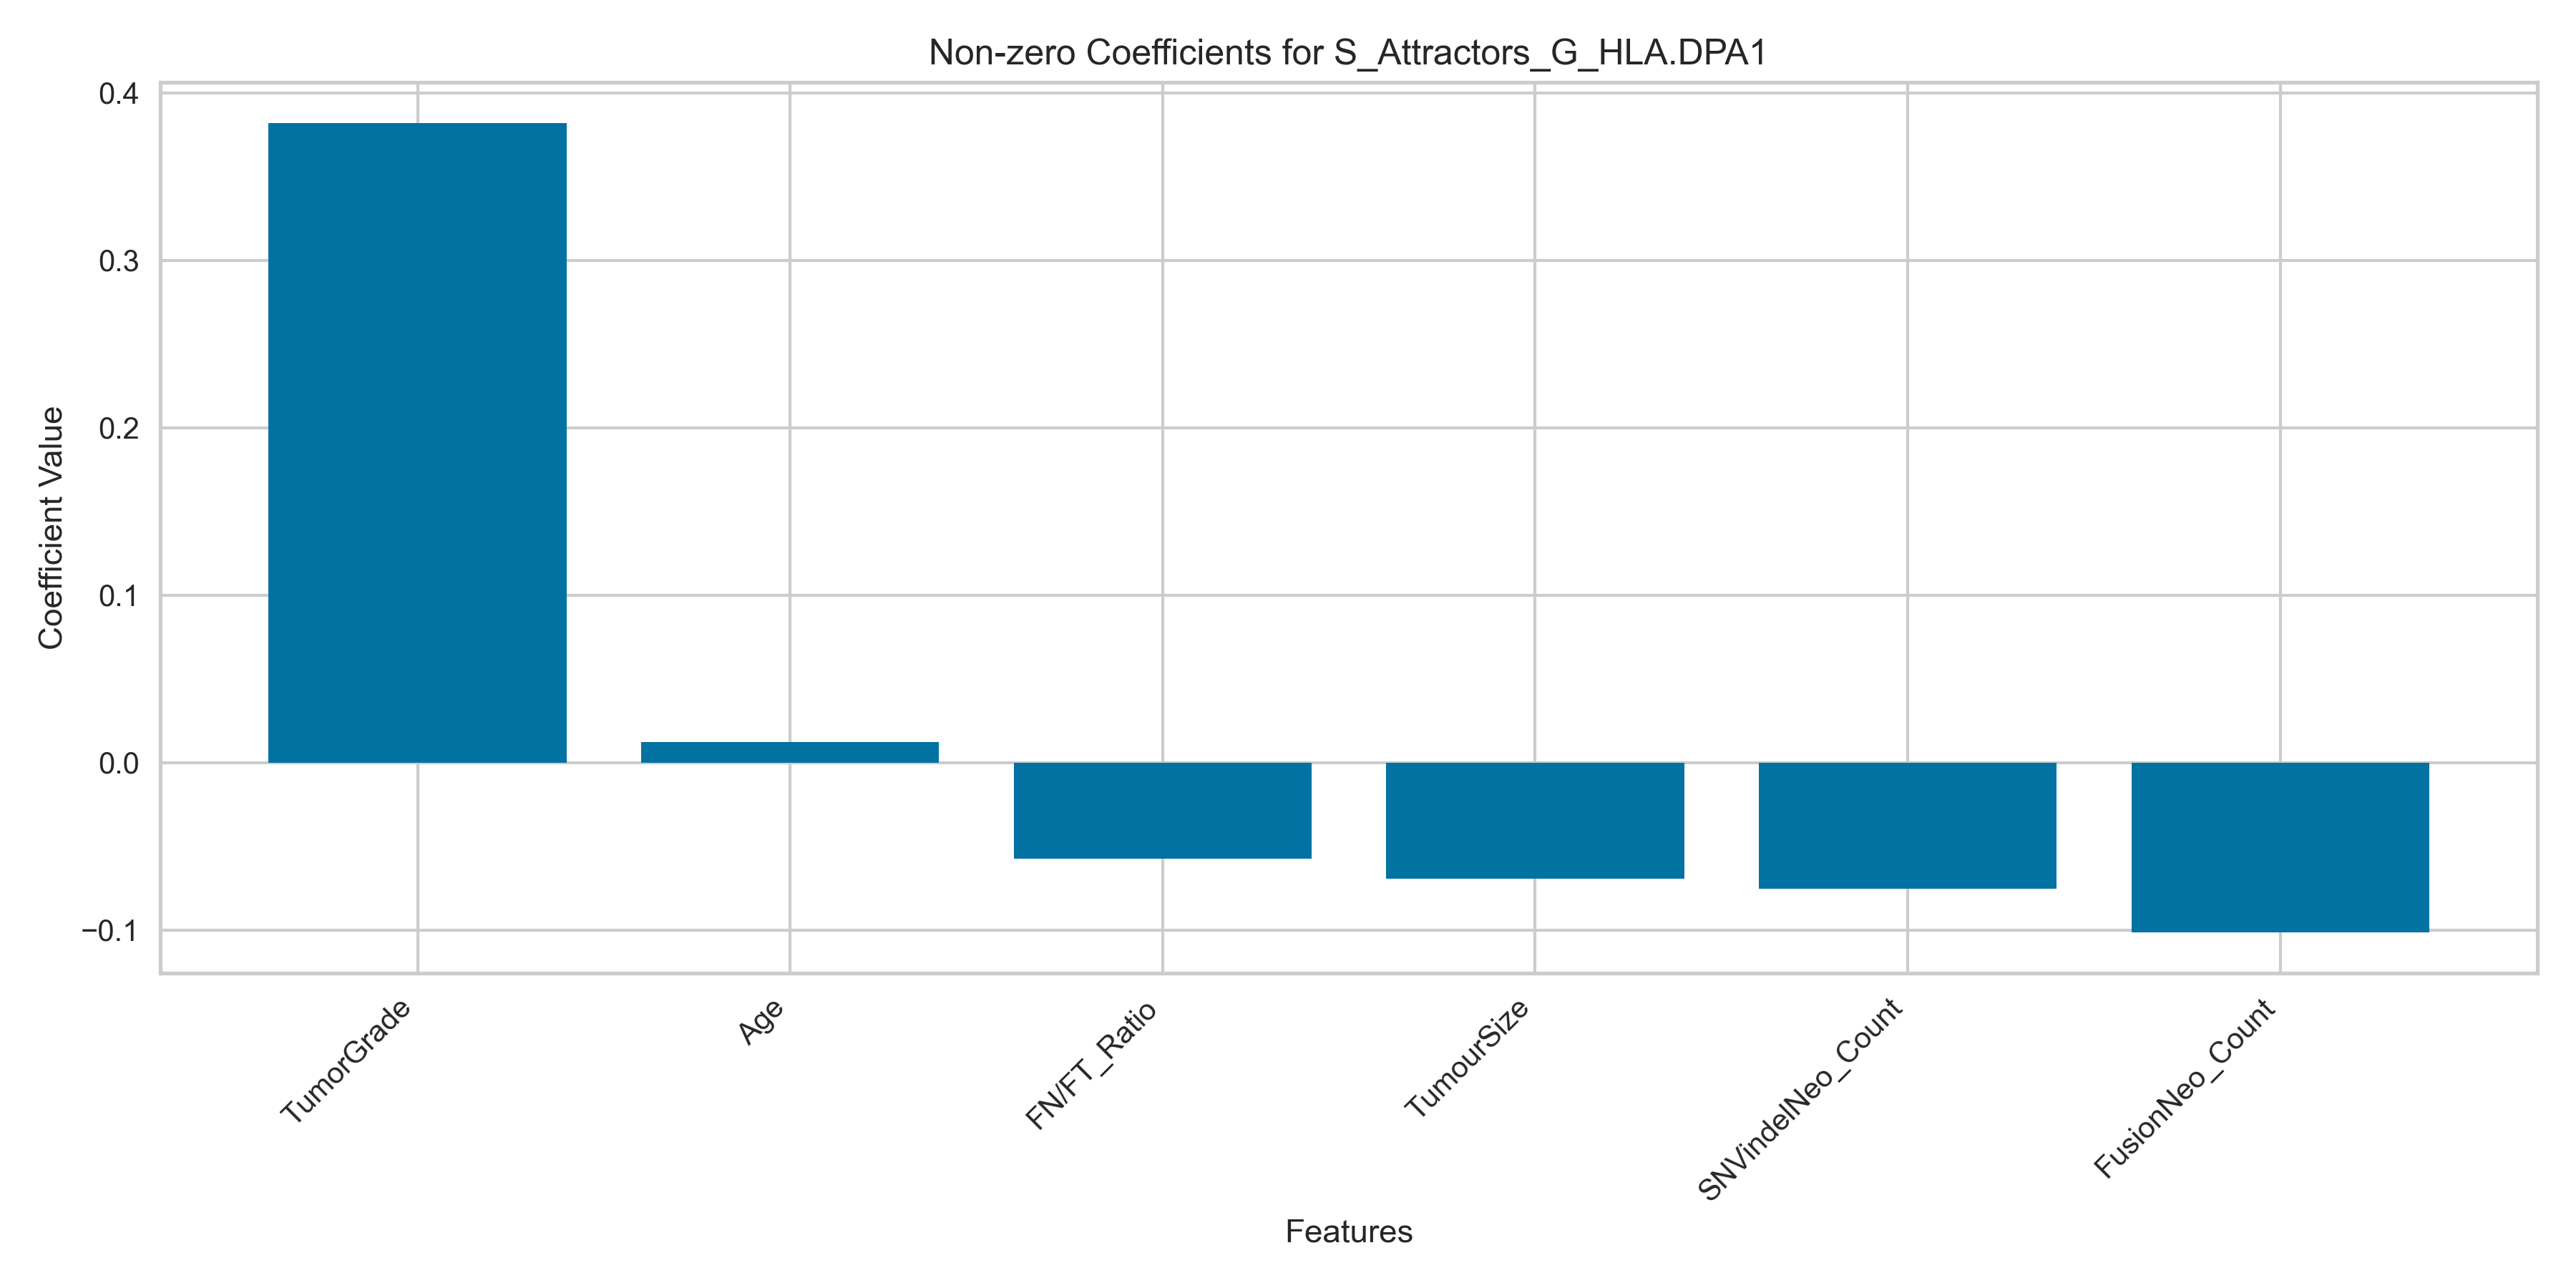 Non-zero Coefficients for S_Attractors_G_HLA.DPA1
Coefficient Value
0.4
0.3
0.2
0.1
0.0
−0.1
TumorGrade
Age
FN/FT_Ratio
TumourSize
SNVindelNeo_Count
FusionNeo_Count
Features